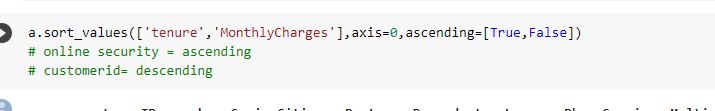 a.sort_values(['tenure','MonthlyCharges'],axis=0,ascending=[True,False])
# online security = ascending
# customerid= descending